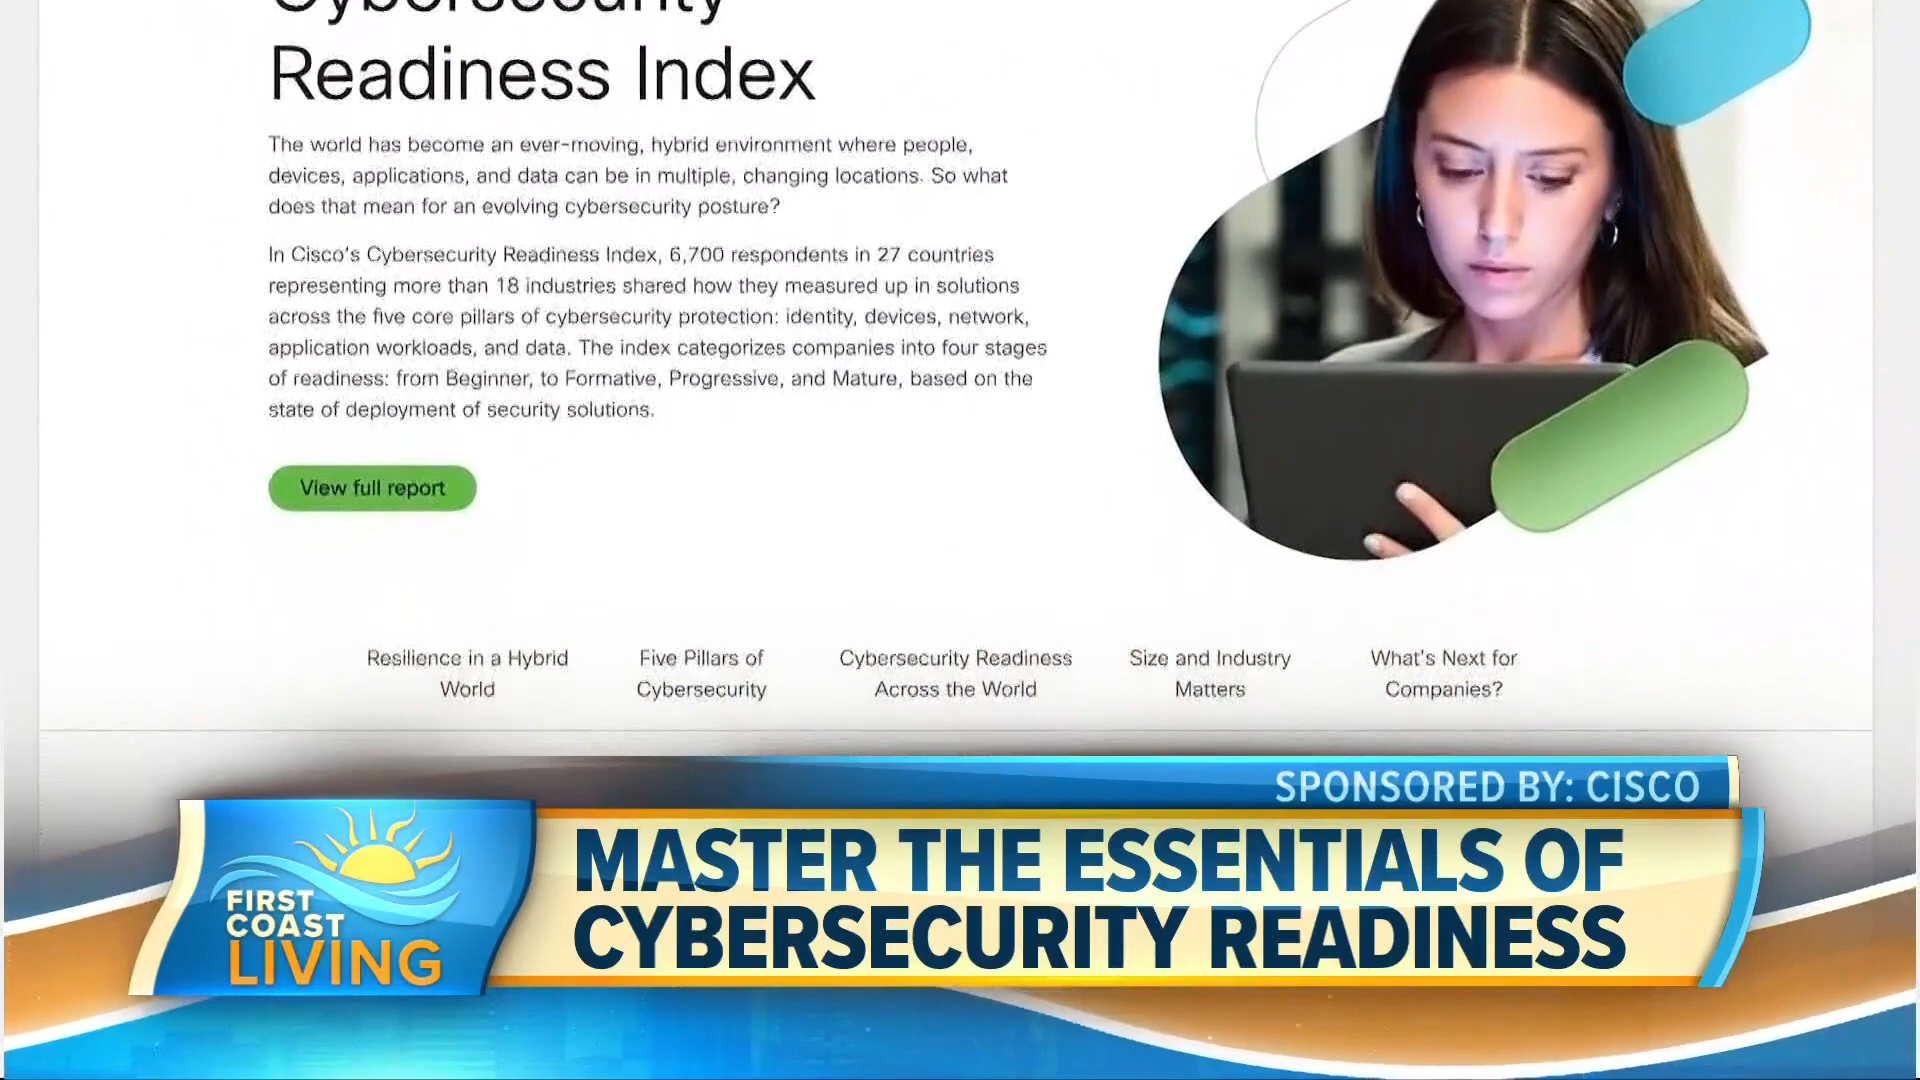 Cybersecurity
Readiness Index
The world has become an ever-moving, hybrid environment where people,
devices, applications, and data can be in multiple, changing locations. So what
does that mean for an evolving cybersecurity posture?
In Cisco's Cybersecurity Readiness Index, 6,700 respondents in 27 countries
representing more than 18 industries shared how they measured up in solutions
across the five core pillars of cybersecurity protection: identity, devices, network,
application workloads, and data. The index categorizes companies into four stages
of readiness: from Beginner, to Formative, Progressive, and Mature, based on the
state of deployment of security solutions.
View full report
Resilience in a Hybrid
World
Five Pillars of
Cybersecurity
Cybersecurity Readiness
Across the World
Size and Industry
Matters
What's Next for
Companies?
SPONSORED BY: CISCO
FIRST
COAST
LIVING
MASTER THE ESSENTIALS OF
CYBERSECURITY READINESS